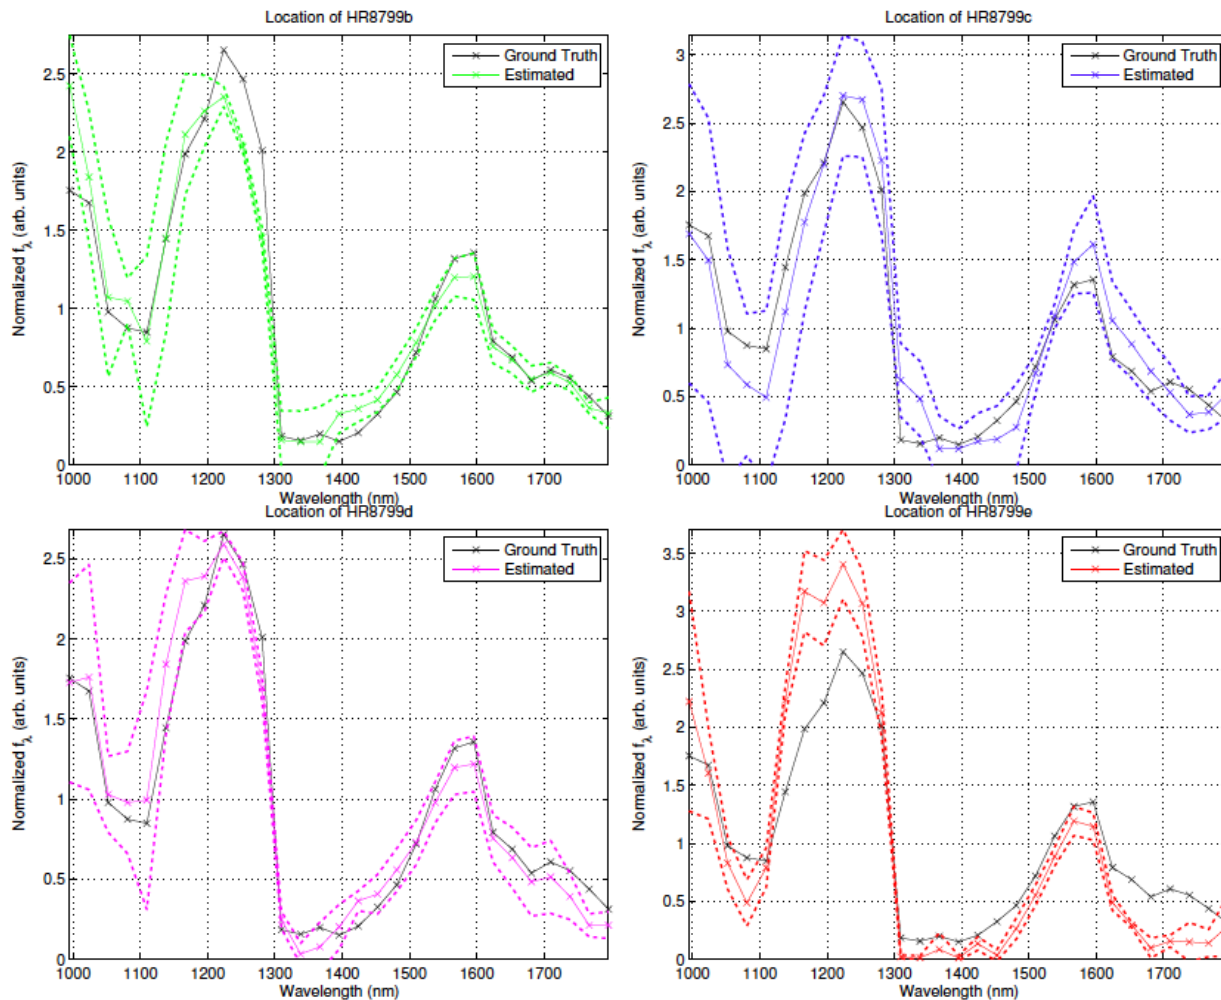 Location of HR8799b
Normalized fλ (arb. units)
2.5
2
1.5
1
0.5
0
Ground Truth
Estimated
1000 1100 1200 1300 1400 1500 1600 1700
Wavelength (nm)
Location of HR8799c
Normalized fλ (arb. units)
3
2.5
2
1.5
1
0.5
0
Ground Truth
Estimated
1000 1100 1200 1300 1400 1500 1600 1700
Wavelength (nm)
Location of HR8799d
Normalized fλ (arb. units)
2.5
2
1.5
1
0.5
0
Ground Truth
Estimated
1000 1100 1200 1300 1400 1500 1600 1700
Wavelength (nm)
Location of HR8799e
Normalized fλ (arb. units)
3.5
3
2.5
2
1.5
1
0.5
0
Ground Truth
Estimated
1000 1100 1200 1300 1400 1500 1600 1700
Wavelength (nm)